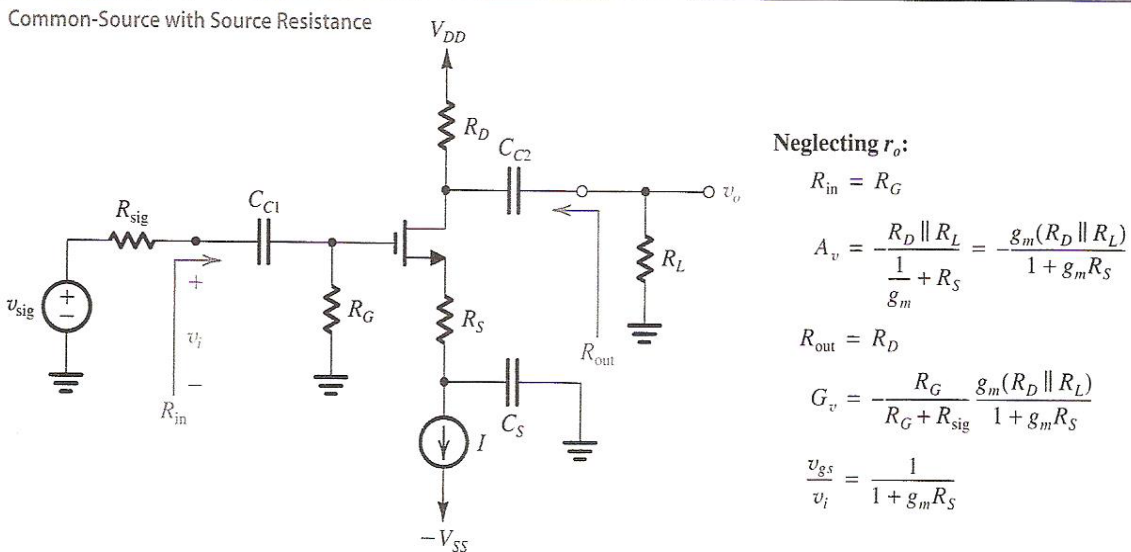 Common-Source with Source Resistance
V_DD
R_D
C_C2
v_o
R_sig
C_C1
R_L
+
v_sig
+
−
R_G
R_S
v_i
R_out
−
R_in
C_S
I
−V_SS
Neglecting r_o:
R_in = R_G
A_v = −(R_D || R_L)/(1/g_m + R_S) = −g_m(R_D || R_L)/(1 + g_m R_S)
R_out = R_D
G_v = −R_G/(R_G + R_sig) g_m(R_D || R_L)/(1 + g_m R_S)
v_gs/v_i = 1/(1 + g_m R_S)